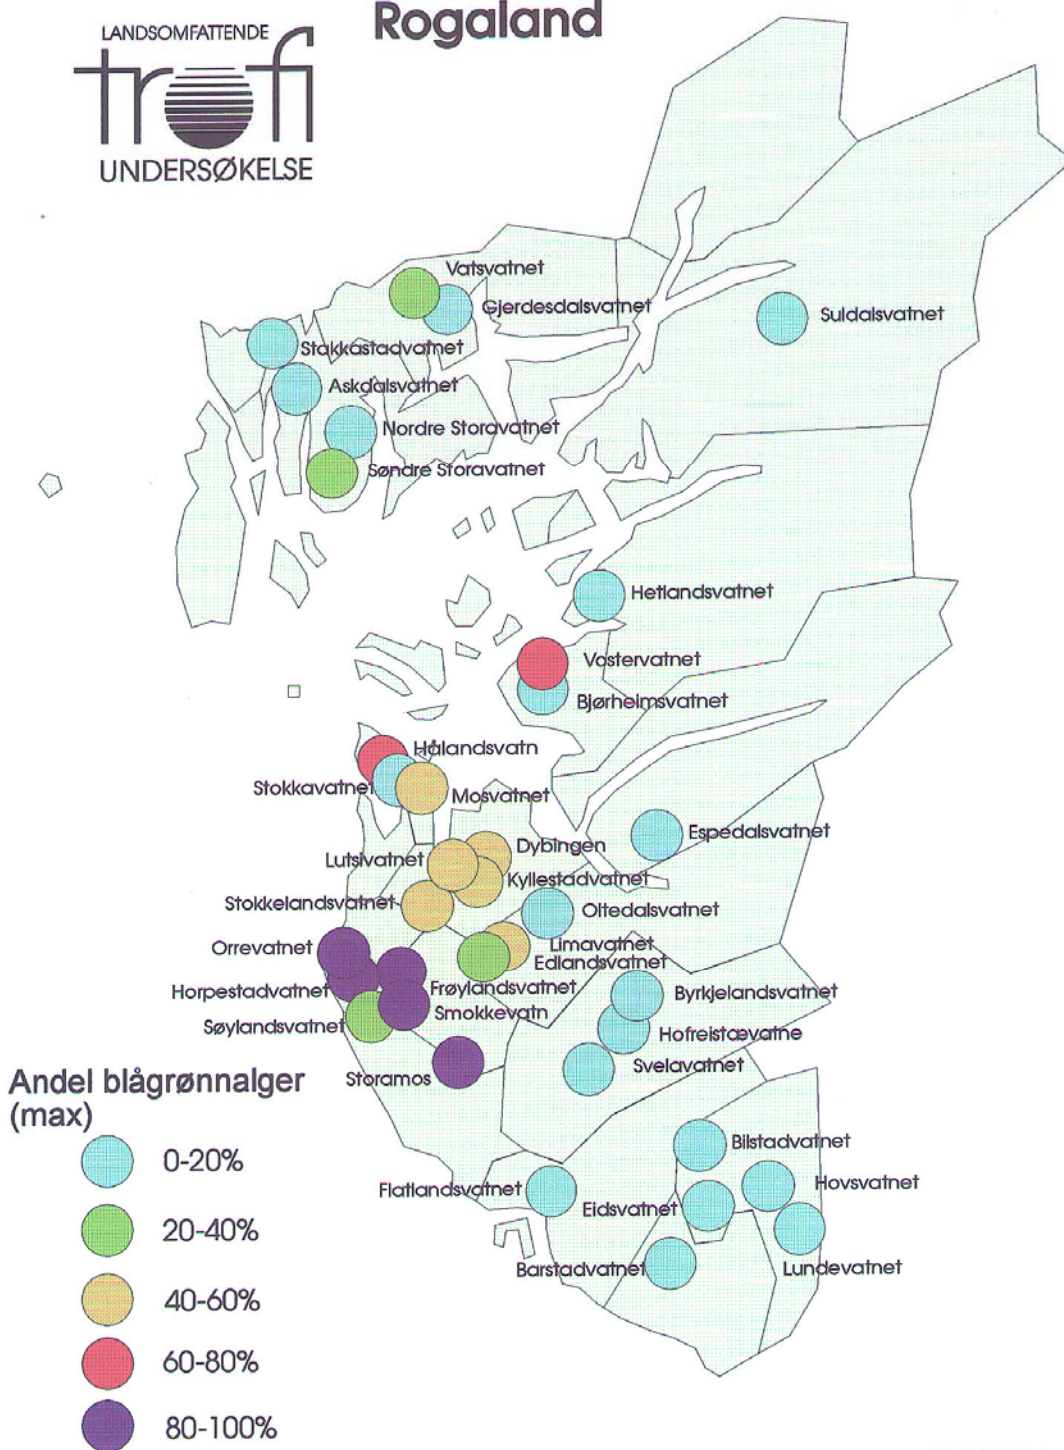 LANDSOMFATTENDE
trofi
UNDERSØKELSE
Rogaland
Vatsvatnet
Gjerdesdalsvatnet
Suldalsvatnet
Stakkastadvatnet
Askdalsvatnet
Nordre Storavatnet
Søndre Storavatnet
Hetlandsvatnet
Vostervatnet
Bjørheimsvatnet
Hålandsvatn
Stokkavatnet
Mosvatnet
Espedalsvatnet
Dybingen
Lutsivatnet
Kyllestadvatnet
Stokkelandsvatnet
Oltedalsvatnet
Orrevatnet
Limavatnet
Edlandsvatnet
Horpestadvatnet
Frøylandsvatnet
Byrkjelandsvatnet
Smokkevatn
Søylandsvatnet
Hofreistævatne
Svelavatnet
Storamos
Andel blågrønnalger
(max)
0-20%
20-40%
40-60%
60-80%
80-100%
Bilstadvatnet
Flatlandsvatnet
Hovsvatnet
Eidsvatnet
Barstadvatnet
Lundevatnet